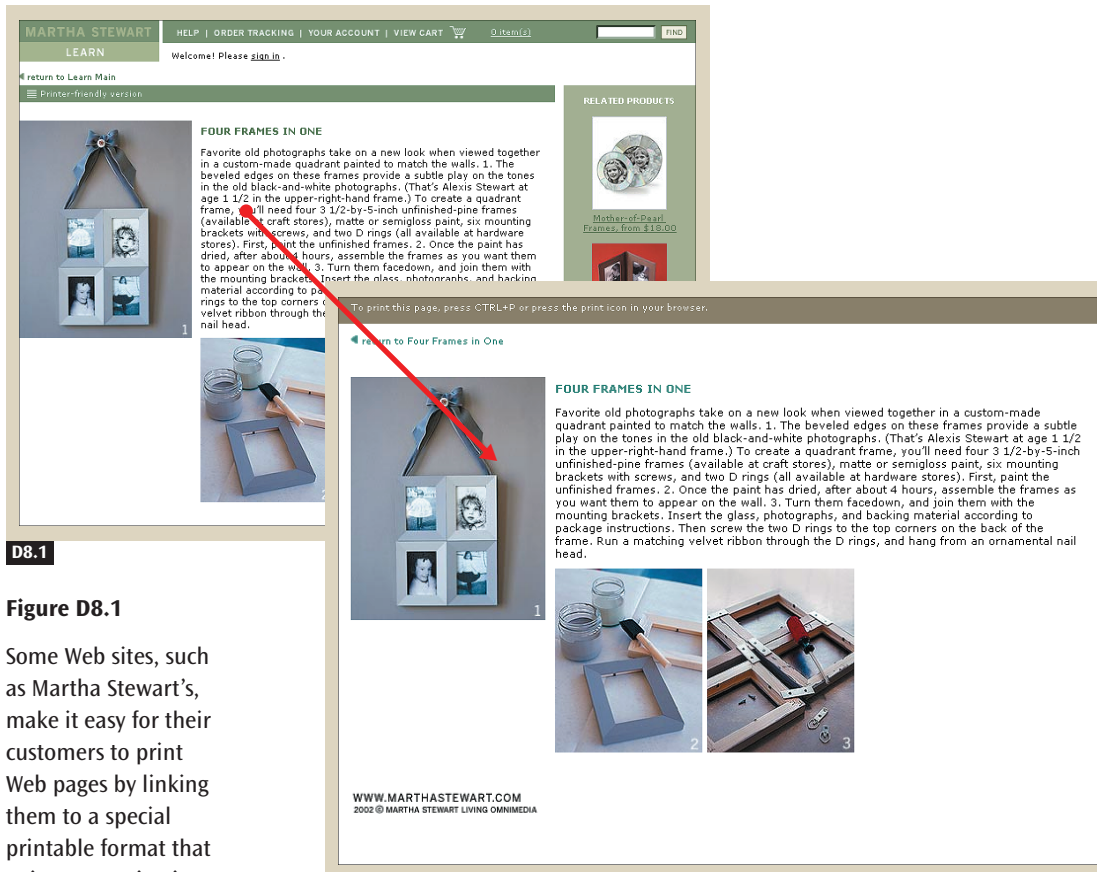 MARTHA STEWART
HELP | ORDER TRACKING | YOUR ACCOUNT | VIEW CART 0 item(s) FIND
LEARN
Welcome! Please sign in .
return to Learn Main
Printer-friendly version
RELATED PRODUCTS
FOUR FRAMES IN ONE
Favorite old photographs take on a new look when viewed together
in a custom-made quadrant painted to match the walls. 1. The
beveled edges on these frames provide a subtle play on the tones
in the old black-and-white photographs. (That's Alexis Stewart at
age 1 1/2 in the upper-right-hand frame.) To create a quadrant
frame, you'll need four 3 1/2-by-5-inch unfinished-pine frames
(available at craft stores), matte or semigloss paint, six mounting
brackets with screws, and two D rings (all available at hardware
stores). First, paint the unfinished frames. 2. Once the paint has
dried, after about 4 hours, assemble the frames as you want them
to appear on the wall. 3. Turn them facedown, and join them with
the mounting brackets. Insert the glass, photographs, and backing
material according to pa
rings to the top corners
velvet ribbon through the
nail head.
1
Mother-of-Pearl
Frames, from $18.00
To print this page, press CTRL+P or press the print icon in your browser.
return to Four Frames in One
FOUR FRAMES IN ONE
Favorite old photographs take on a new look when viewed together in a custom-made
quadrant painted to match the walls. 1. The beveled edges on these frames provide a subtle
play on the tones in the old black-and-white photographs. (That's Alexis Stewart at age 1 1/2
in the upper-right-hand frame.) To create a quadrant frame, you'll need four 3 1/2-by-5-inch
unfinished-pine frames (available at craft stores), matte or semigloss paint, six mounting
brackets with screws, and two D rings (all available at hardware stores). First, paint the
unfinished frames. 2. Once the paint has dried, after about 4 hours, assemble the frames as
you want them to appear on the wall. 3. Turn them facedown, and join them with the
mounting brackets. Insert the glass, photographs, and backing material according to
package instructions. Then screw the two D rings to the top corners on the back of the
frame. Run a matching velvet ribbon through the D rings, and hang from an ornamental nail
head.
1
2
3
WWW.MARTHASTEWART.COM
2002 © MARTHA STEWART LIVING OMNIMEDIA
D8.1
Figure D8.1
Some Web sites, such
as Martha Stewart's,
make it easy for their
customers to print
Web pages by linking
them to a special
printable format that